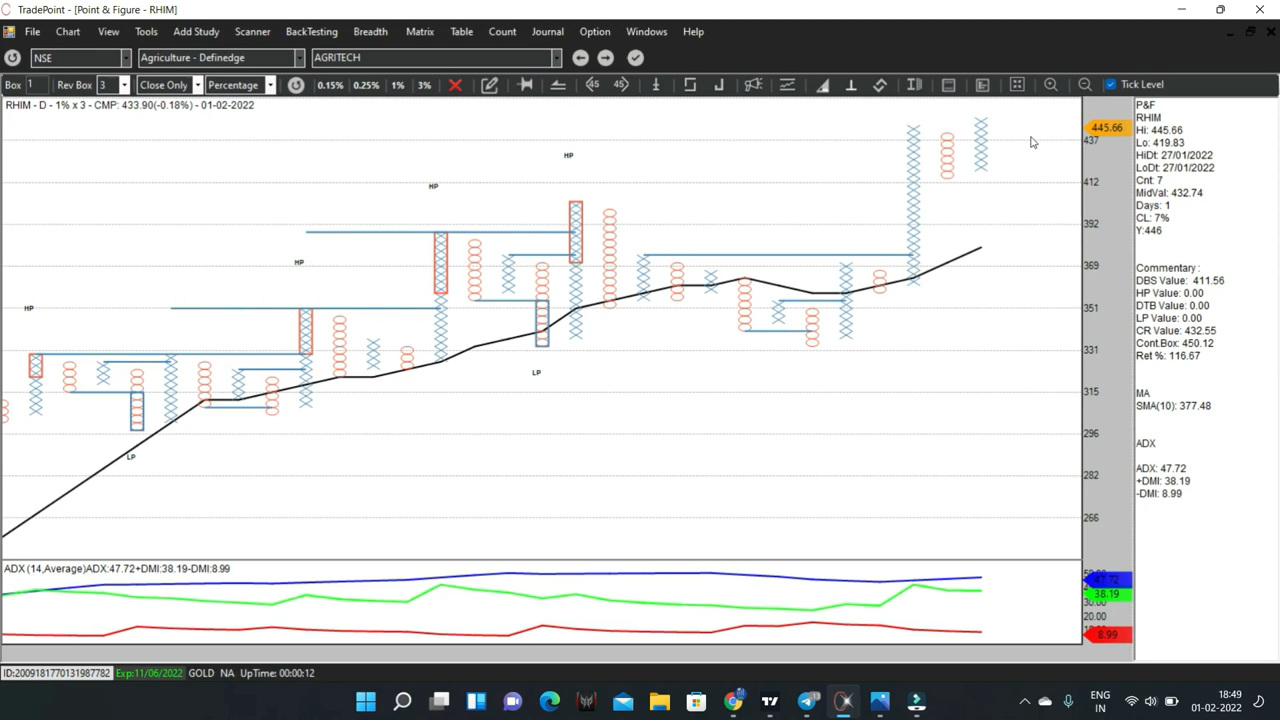 TradePoint - [Point & Figure - RHIM]
File Chart View Tools Add Study Scanner BackTesting Breadth Matrix Table Count Journal Option Windows Help
NSE Agriculture - Definedge AGRITECH
Box 1 Rev Box 3 Close Only Percentage 0.15% 0.25% 1% 3% 45 45 Tick Level
RHIM - D - 1% x 3 - CMP: 433.90(-0.18%) - 01-02-2022
P&F
RHIM
Hi: 445.66
Lo: 419.83
HiDt: 27/01/2022
LoDt: 27/01/2022
Cnt: 7
MidVal: 432.74
Days: 1
CL: 7%
Y:446
Commentary :
DBS Value: 411.56
HP Value: 0.00
DTB Value: 0.00
LP Value: 0.00
CR Value: 432.55
Cont.Box: 450.12
Ret %: 116.67
MA
SMA(10): 377.48
ADX
ADX: 47.72
+DMI: 38.19
-DMI: 8.99
445.66
437
412
392
369
351
331
315
296
282
266
HP
HP
HP
HP
LP
LP
ADX (14,Average)ADX:47.72+DMI:38.19-DMI:8.99
47.72
38.19
30.00
20.00
8.99
ID:2009181770131987782 Exp:11/06/2022 GOLD NA UpTime: 00:00:12
ENG
IN
18:49
01-02-2022